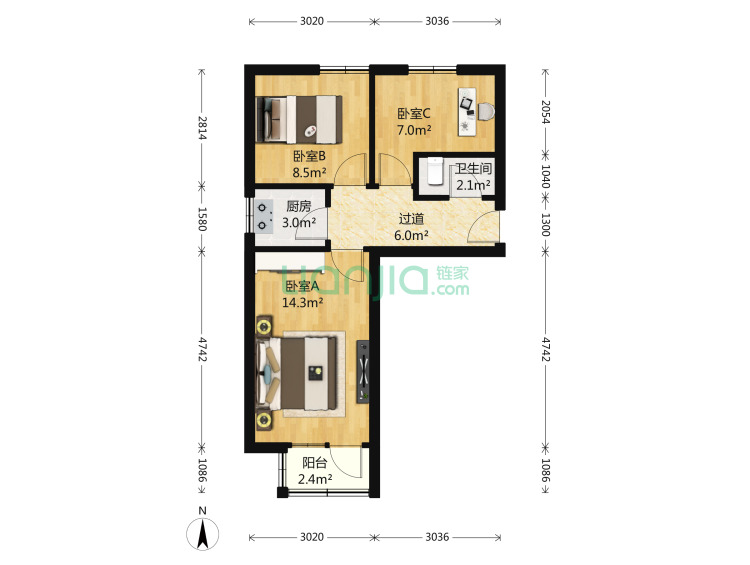 3020 3036
2814
1580
4742
1086
2054
1040
1300
4742
1086
卧室B
8.5m²
卧室C
7.0m²
卫生间
2.1m²
厨房
3.0m²
过道
6.0m²
lianjia 链家
.com
卧室A
14.3m²
阳台
2.4m²
N
3020 3036